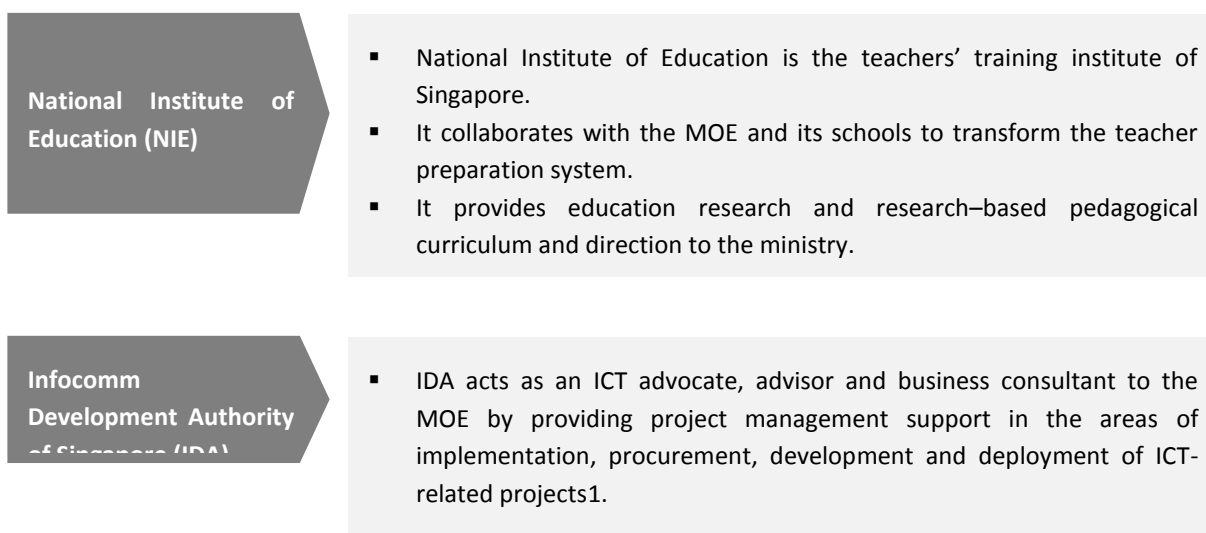 National Institute of
Education (NIE)
▪ National Institute of Education is the teachers’ training institute of
Singapore.
▪ It collaborates with the MOE and its schools to transform the teacher
preparation system.
▪ It provides education research and research–based pedagogical
curriculum and direction to the ministry.
Infocomm
Development Authority
of Singapore (IDA)
▪ IDA acts as an ICT advocate, advisor and business consultant to the
MOE by providing project management support in the areas of
implementation, procurement, development and deployment of ICT-
related projects1.